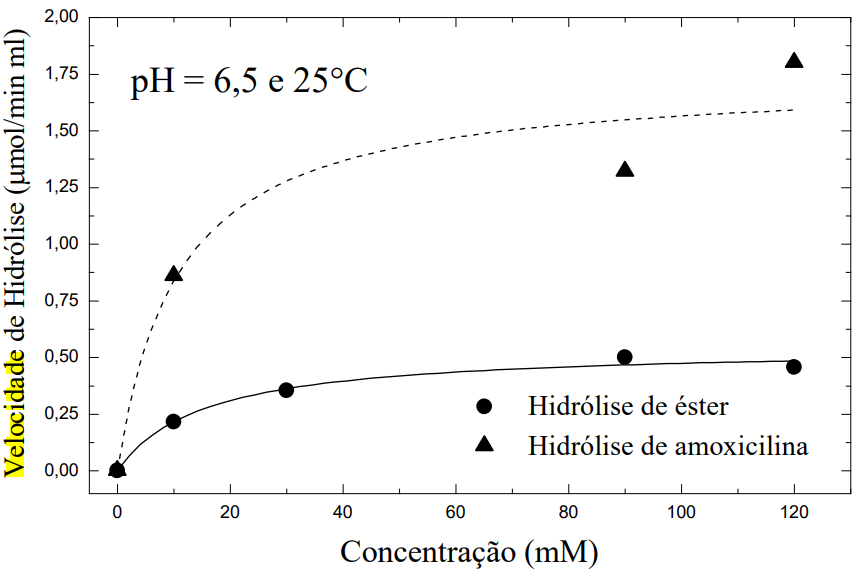 2,00
1,75
1,50
1,25
1,00
0,75
0,50
0,25
0,00
Velocidade de Hidrólise (μmol/min ml)
pH = 6,5 e 25°C
Hidrólise de éster
Hidrólise de amoxicilina
0 20 40 60 80 100 120
Concentração (mM)